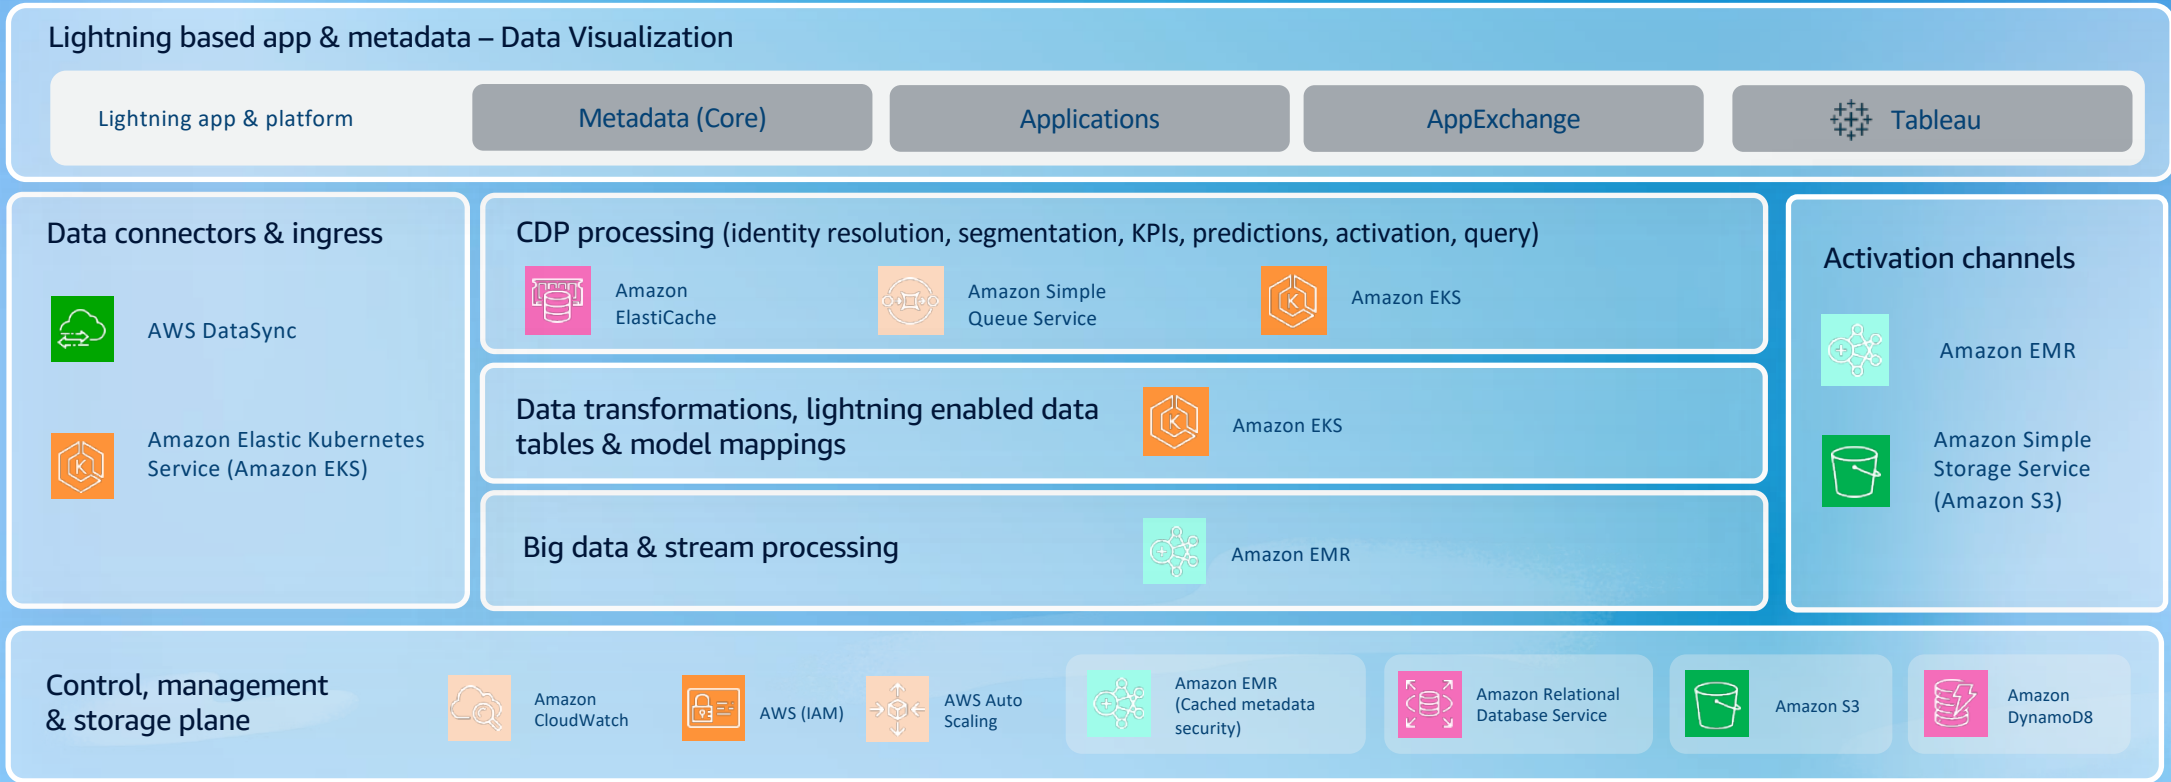 Lightning based app & metadata – Data Visualization
Lightning app & platform
Metadata (Core)
Applications
AppExchange
Tableau
Data connectors & ingress
AWS DataSync
Amazon Elastic Kubernetes
Service (Amazon EKS)
CDP processing (identity resolution, segmentation, KPIs, predictions, activation, query)
Amazon
ElastiCache
Amazon Simple
Queue Service
Amazon EKS
Data transformations, lightning enabled data
tables & model mappings
Amazon EKS
Big data & stream processing
Amazon EMR
Activation channels
Amazon EMR
Amazon Simple
Storage Service
(Amazon S3)
Control, management
& storage plane
Amazon
CloudWatch
AWS (IAM)
AWS Auto
Scaling
Amazon EMR
(Cached metadata
security)
Amazon Relational
Database Service
Amazon S3
Amazon
DynamoD8